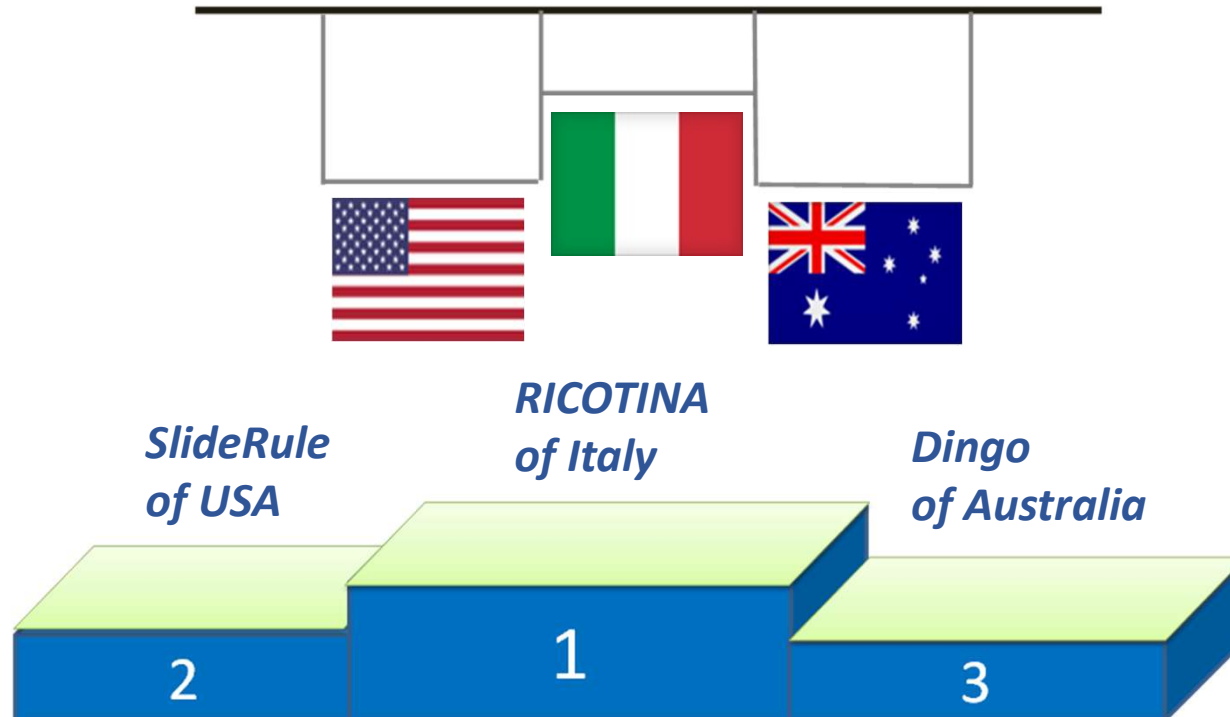 RICOTINA
of Italy
SlideRule
of USA
Dingo
of Australia
2
1
3